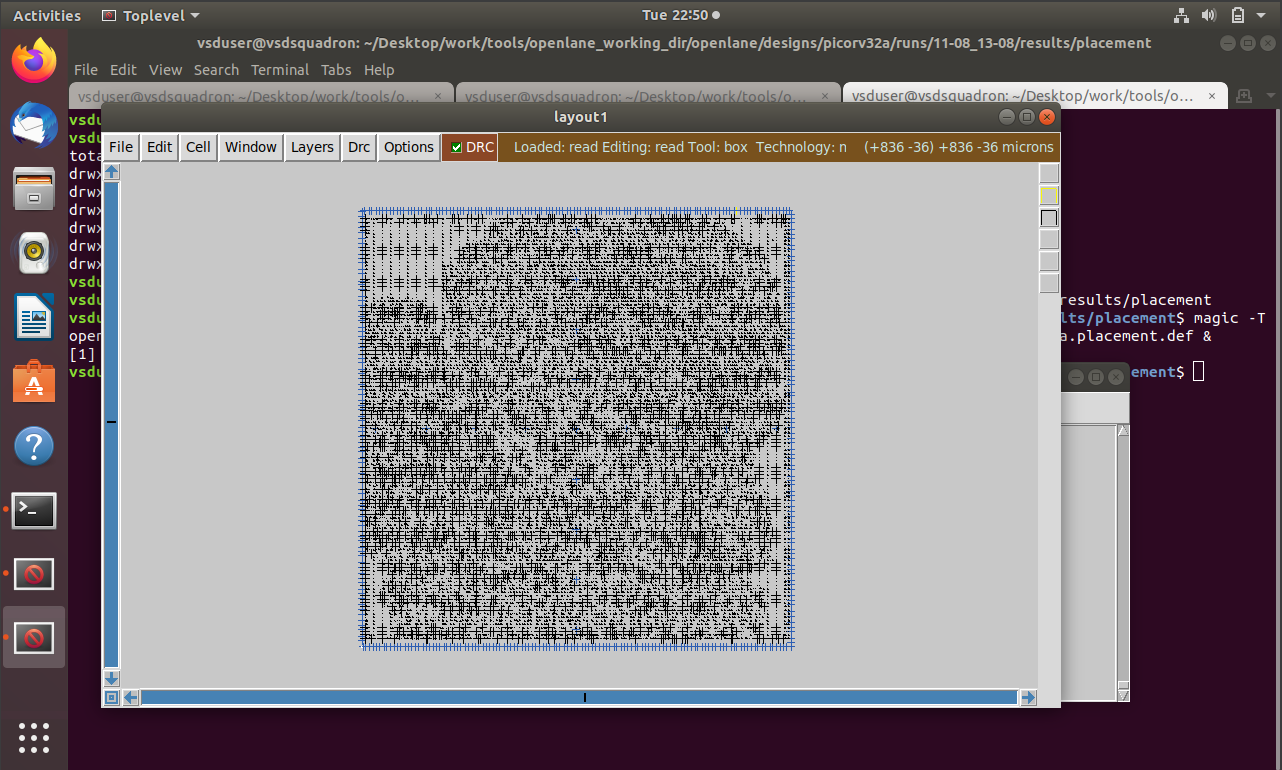 Activities
Toplevel
Tue 22:50
vsduser@vsdsquadron: ~/Desktop/work/tools/openlane_working_dir/openlane/designs/picorv32a/runs/11-08_13-08/results/placement
File Edit View Search Terminal Tabs Help
vsduser@vsdsquadron: ~/Desktop/work/tools/o... × vsduser@vsdsquadron: ~/Desktop/work/tools/o... × vsduser@vsdsquadron: ~/Desktop/work/tools/o... ×
layout1
File Edit Cell Window Layers Drc Options DRC Loaded: read Editing: read Tool: box Technology: n (+836 -36) +836 -36 microns
vsdu
vsdu
tota
drwx
drwx
drwx
drwx
drwx
drwx
vsdu
vsdu results/placement
vsdu lts/placement$ magic -T
open a.placement.def &
[1]
vsdu ement$